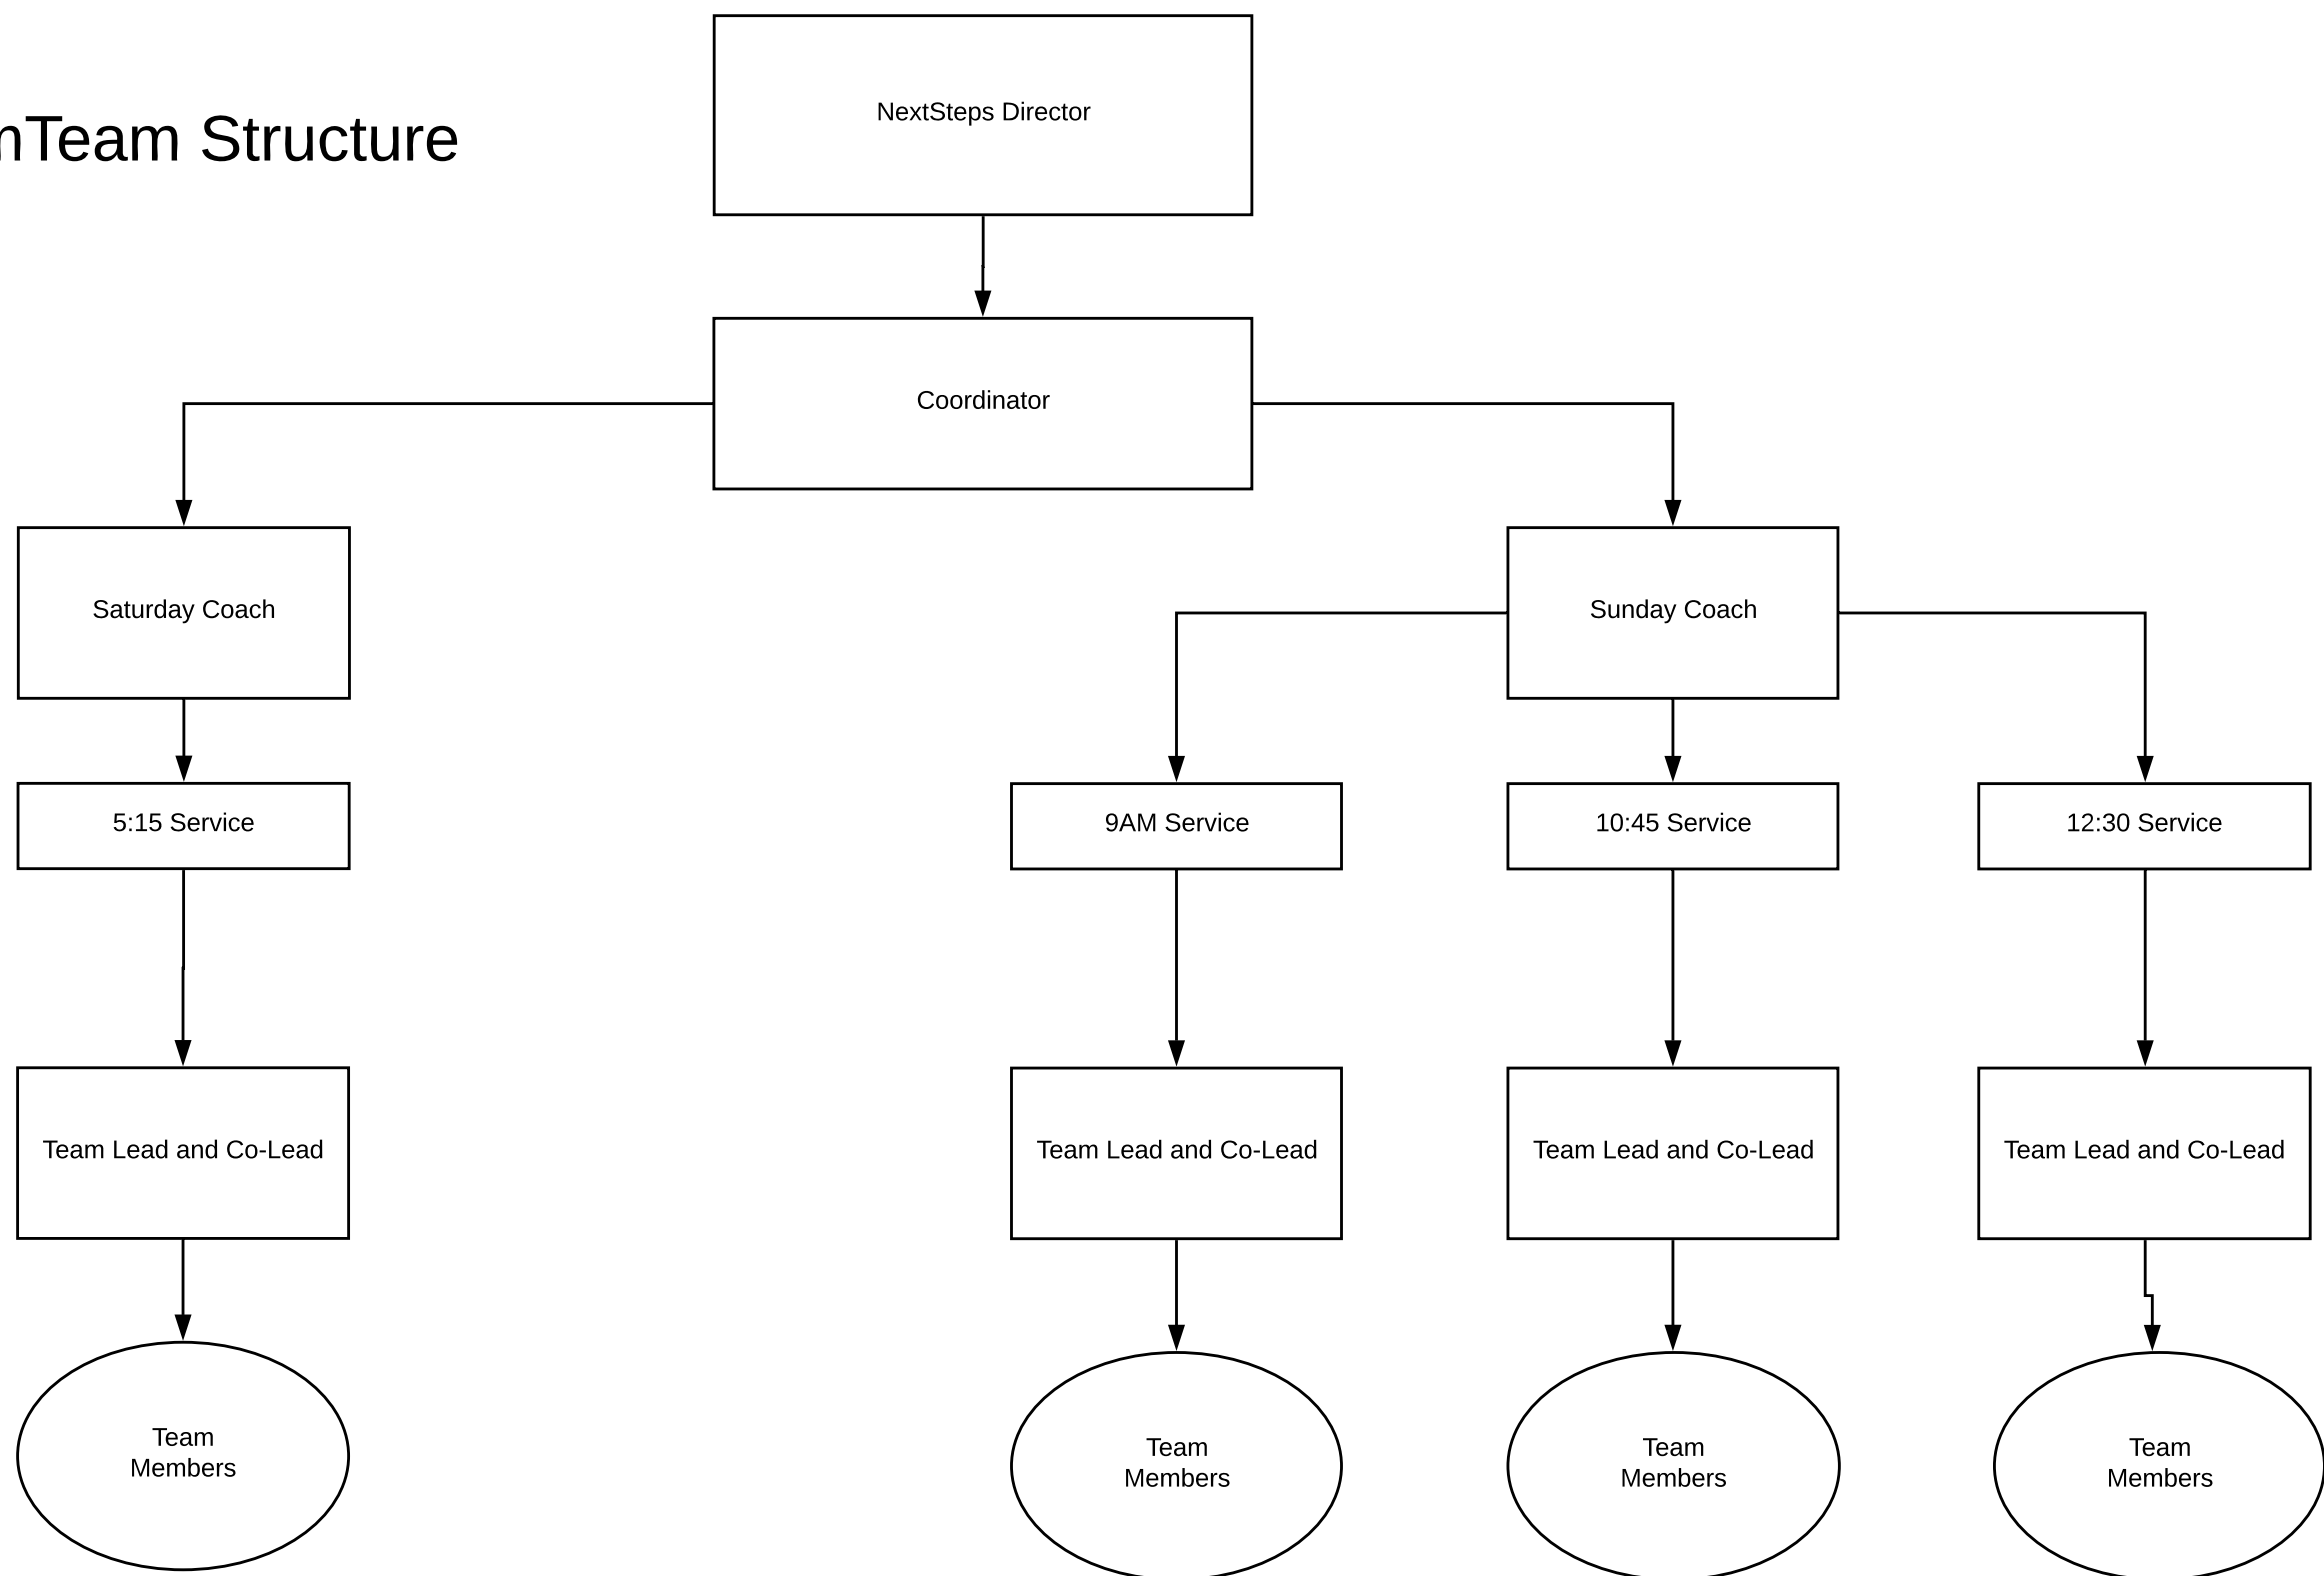 NextSteps Director
Team Structure
Coordinator
Saturday Coach
Sunday Coach
5:15 Service
9AM Service
10:45 Service
12:30 Service
Team Lead and Co-Lead
Team Lead and Co-Lead
Team Lead and Co-Lead
Team Lead and Co-Lead
Team
Members
Team
Members
Team
Members
Team
Members